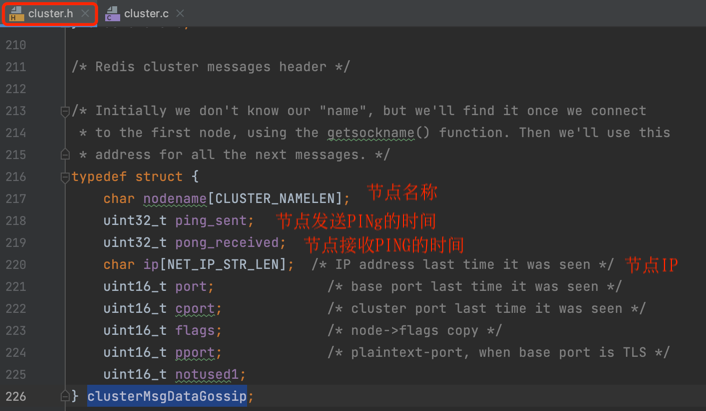 cluster.h cluster.c
210
211 /* Redis cluster messages header */
212
213 /* Initially we don't know our "name", but we'll find it once we connect
214 * to the first node, using the getsockname() function. Then we'll use this
215 * address for all the next messages. */
216 typedef struct {
217 char nodename[CLUSTER_NAMELEN]; 节点名称
218 uint32_t ping_sent; 节点发送PINg的时间
219 uint32_t pong_received; 节点接收PING的时间
220 char ip[NET_IP_STR_LEN]; /* IP address last time it was seen */ 节点IP
221 uint16_t port; /* base port last time it was seen */
222 uint16_t cport; /* cluster port last time it was seen */
223 uint16_t flags; /* node->flags copy */
224 uint16_t pport; /* plaintext-port, when base port is TLS */
225 uint16_t notused1;
226 } clusterMsgDataGossip;